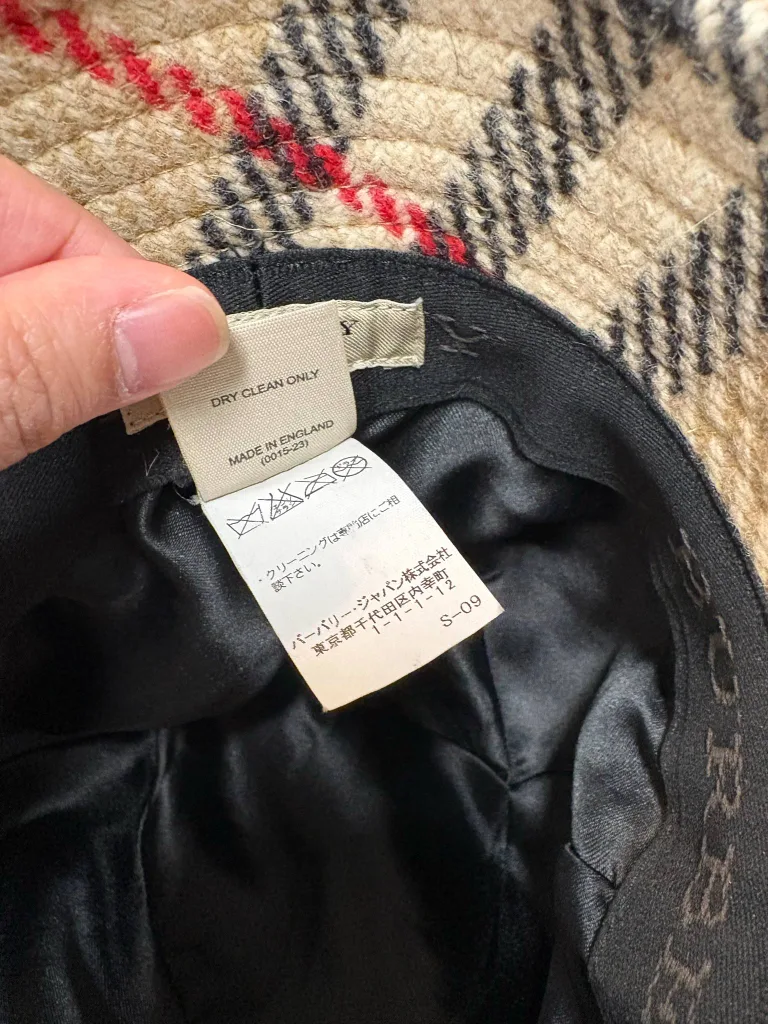 Y
DRY CLEAN ONLY
MADE IN ENGLAND
(0015-23)
・クリーニングは専門店にご相
談下さい。
バーバリー・ジャパン株式会社
東京都千代田区内幸町
1-1-1-12
S-09